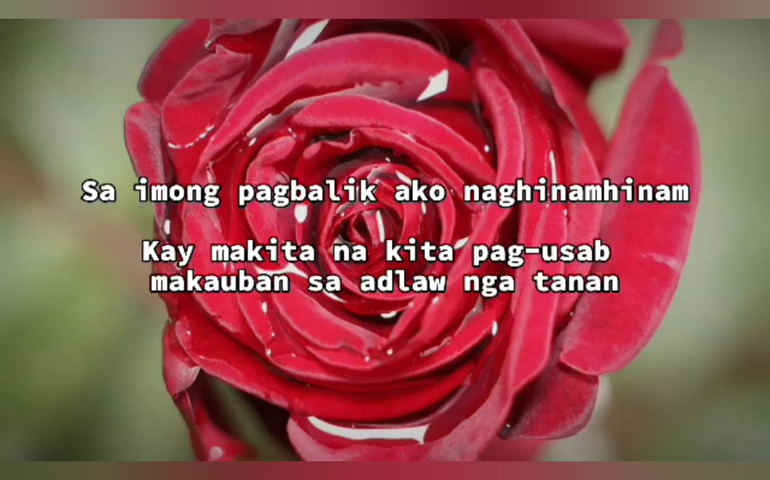 Sa imong pagbalik ako naghinamhinam
Kay makita na kita pag-usab
makauban sa adlaw nga tanan